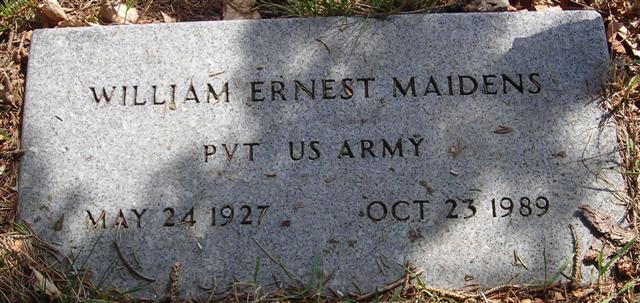 WILLIAM ERNEST MAIDENS
PVT US ARMY
MAY 24 1927 OCT 23 1989